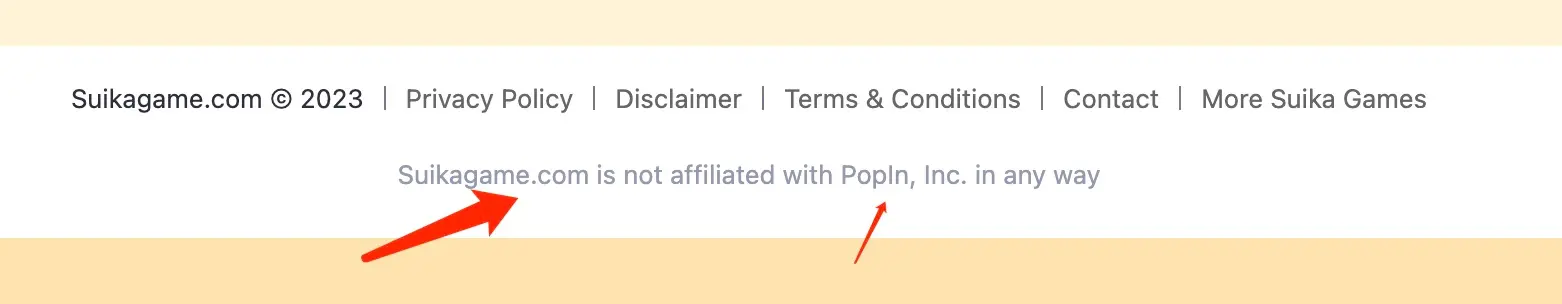 Suikagame.com © 2023 | Privacy Policy | Disclaimer | Terms & Conditions | Contact | More Suika Games
Suikagame.com is not affiliated with PopIn, Inc. in any way